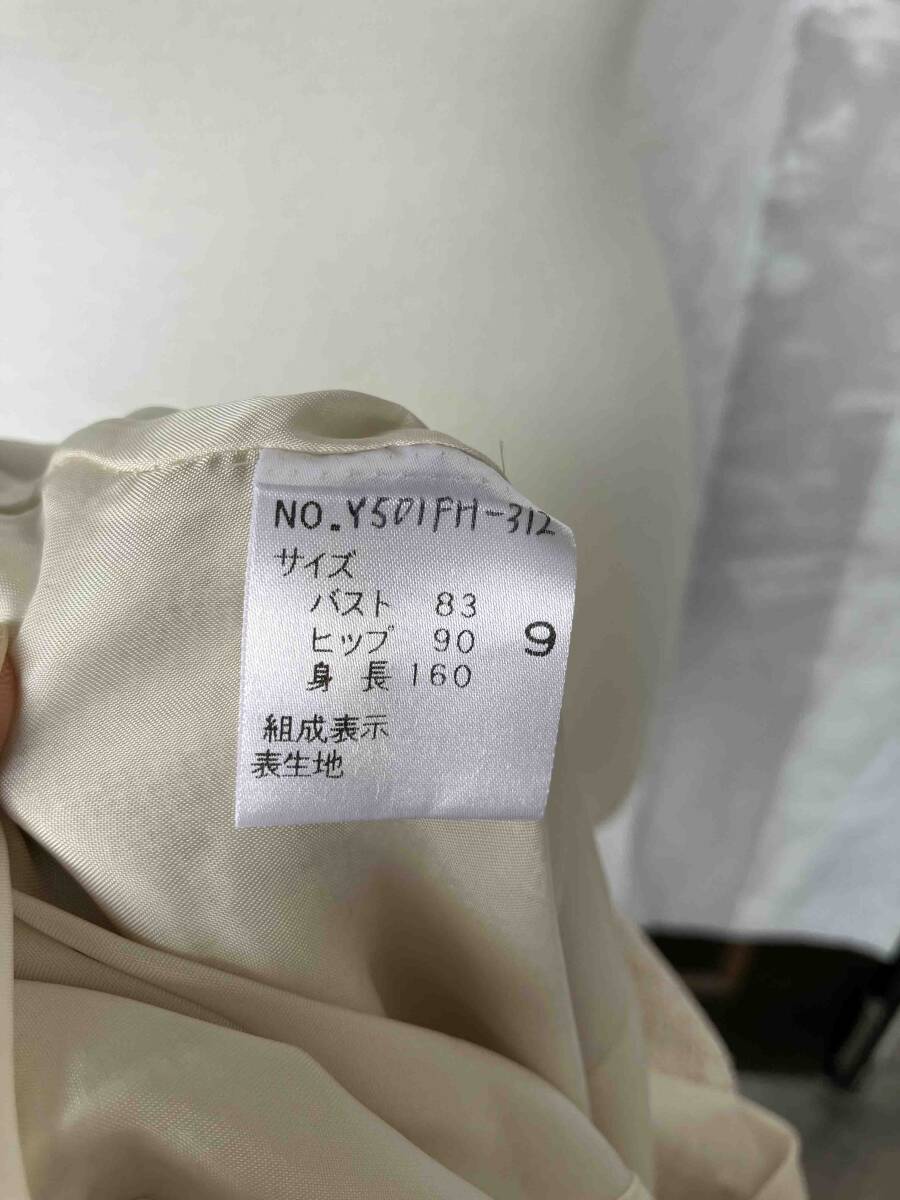 NO.Y501FH-312
サイズ
バスト 83
ヒップ 90
9
身長 160
組成表示
表生地